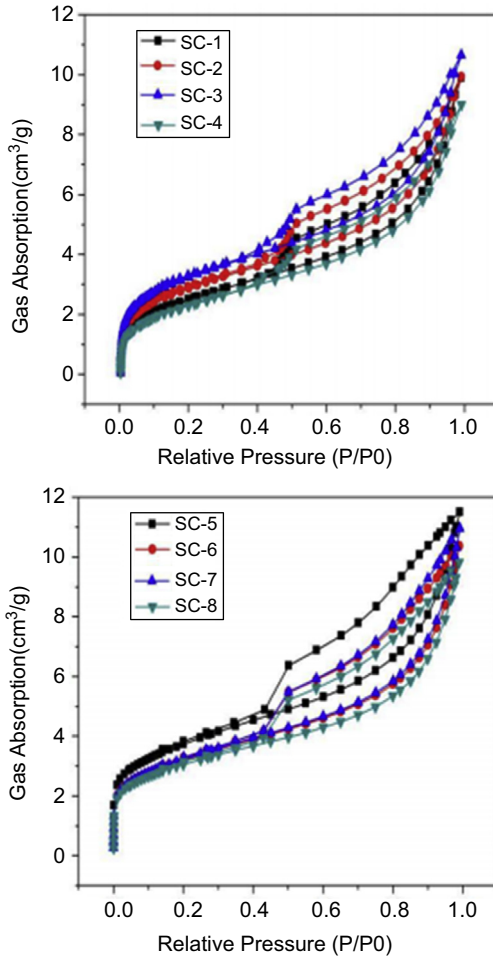 12
10
8
6
4
2
0
Gas Absorption(cm³/g)
SC-1
SC-2
SC-3
SC-4
0.0 0.2 0.4 0.6 0.8 1.0
Relative Pressure (P/P0)
12
10
8
6
4
2
0
Gas Absorption(cm³/g)
SC-5
SC-6
SC-7
SC-8
0.0 0.2 0.4 0.6 0.8 1.0
Relative Pressure (P/P0)